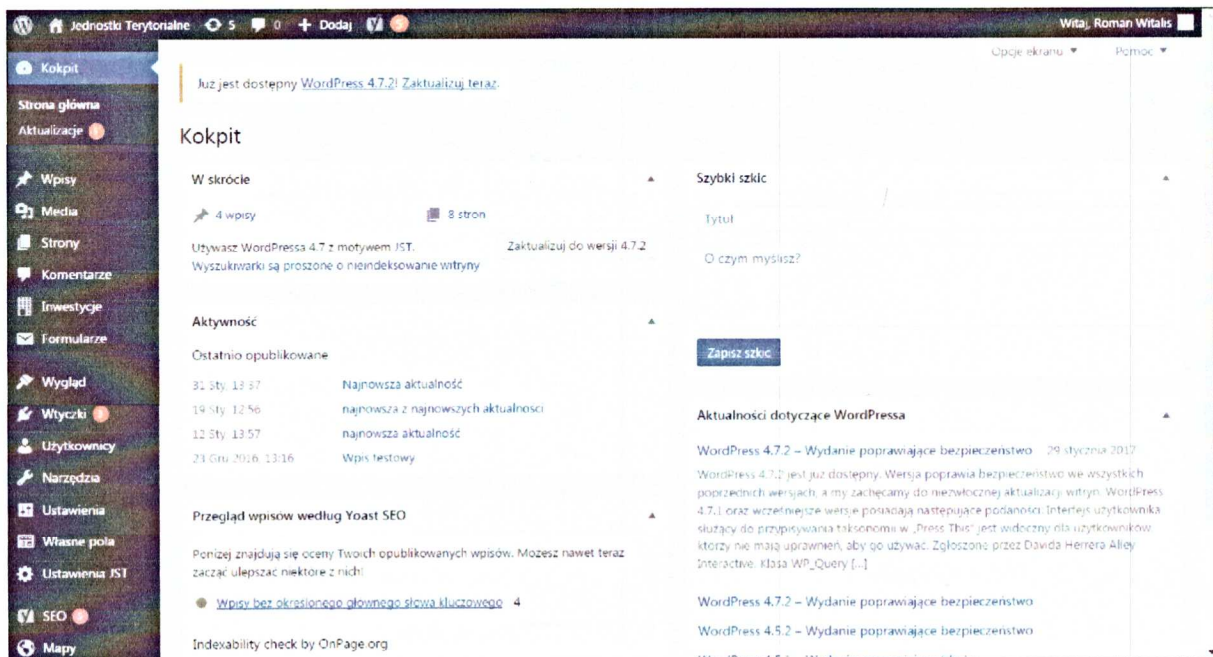 Jednostki Terytorialne 5 0 + Dodaj
Witaj, Roman Witalis
Opcje ekranu
Pomoc
Kokpit
Strona główna
Aktualizacje
Wpisy
Media
Strony
Komentarze
Inwestycje
Formularze
Wygląd
Wtyczki
Użytkownicy
Narzędzia
Ustawienia
Własne pola
Ustawienia JST
SEO
Mapy
Już jest dostępny WordPress 4.7.2! Zaktualizuj teraz.
Kokpit
W skrócie
4 wpisy
8 stron
Używasz WordPressa 4.7 z motywem JST.
Zaktualizuj do wersji 4.7.2
Wyszukiwarki są proszone o nieindeksowanie witryny
Aktywność
Ostatnio opublikowane
31 Sty, 13:37 Najnowsza aktualność
19 Sty, 12:56 najnowsza z najnowszych aktualności
12 Sty, 13:57 najnowsza aktualność
23 Gru 2016, 13:16 Wpis testowy
Przegląd wpisów według Yoast SEO
Poniżej znajdują się oceny Twoich opublikowanych wpisów. Możesz nawet teraz
zacząć ulepszać niektóre z nich!
Wpisy bez określonego głównego słowa kluczowego 4
Indexability check by OnPage.org
Szybki szkic
Tytuł
O czym myślisz?
Zapisz szkic
Aktualności dotyczące WordPressa
WordPress 4.7.2 – Wydanie poprawiające bezpieczeństwo 29 stycznia 2017
WordPress 4.7.2 jest już dostępny. Wersja poprawia bezpieczeństwo we wszystkich
poprzednich wersjach, a my zachęcamy do niezwłocznej aktualizacji witryn. WordPress
4.7.1 oraz wcześniejsze wersje posiadają następujące podaności: Interfejs użytkownika
służący do przypisywania taksonomii w „Press This" jest widoczny dla użytkowników
którzy nie mają uprawnień, aby go używać. Zgłoszone przez Davida Herrera Alley
Interactive. Klasa WP_Query [...]
WordPress 4.7.2 – Wydanie poprawiające bezpieczeństwo
WordPress 4.5.2 – Wydanie poprawiające bezpieczeństwo